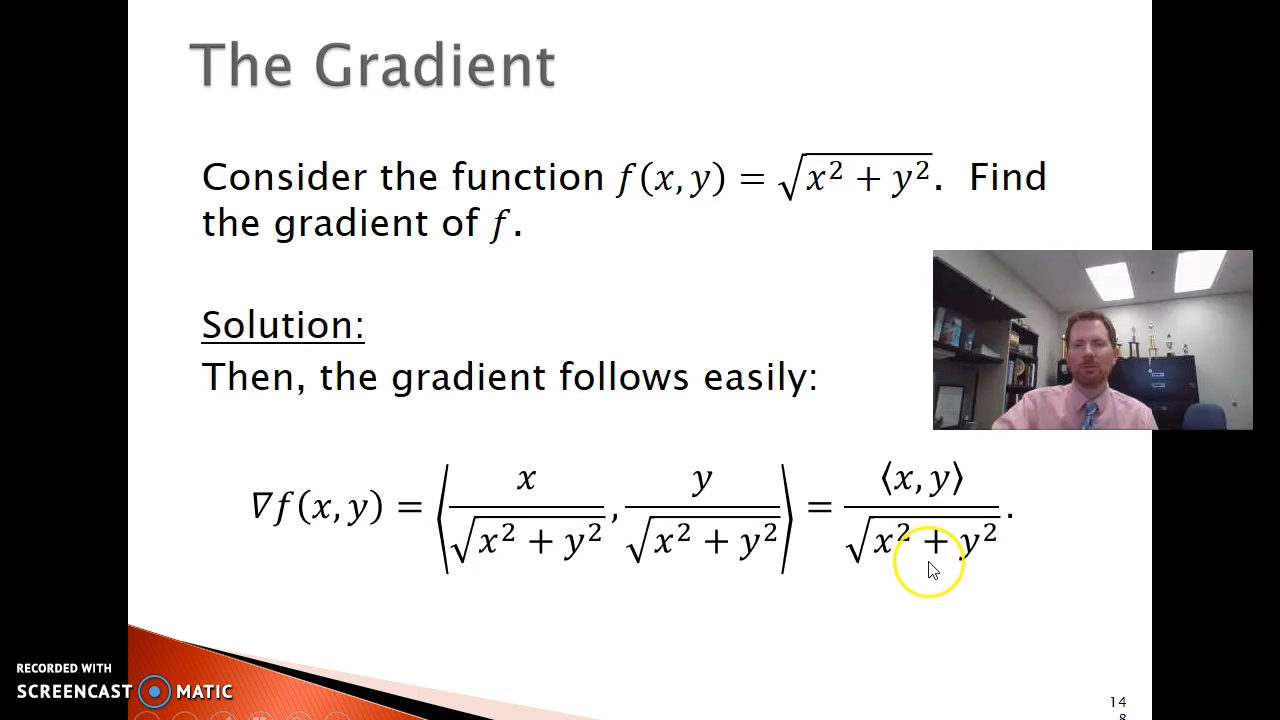 The Gradient
Consider the function f(x, y) = √(x² + y²). Find
the gradient of f.
Solution:
Then, the gradient follows easily:
∇f(x, y) = ⟨x/√(x² + y²), y/√(x² + y²)⟩ = ⟨x, y⟩/√(x² + y²).
RECORDED WITH
SCREENCAST MATIC
14
8